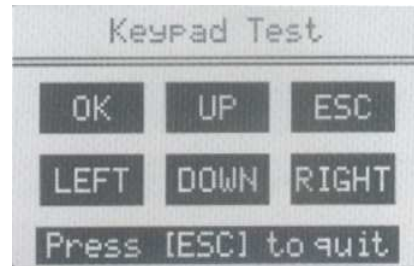 Keypad Test
OK UP ESC
LEFT DOWN RIGHT
Press [ESC] to quit